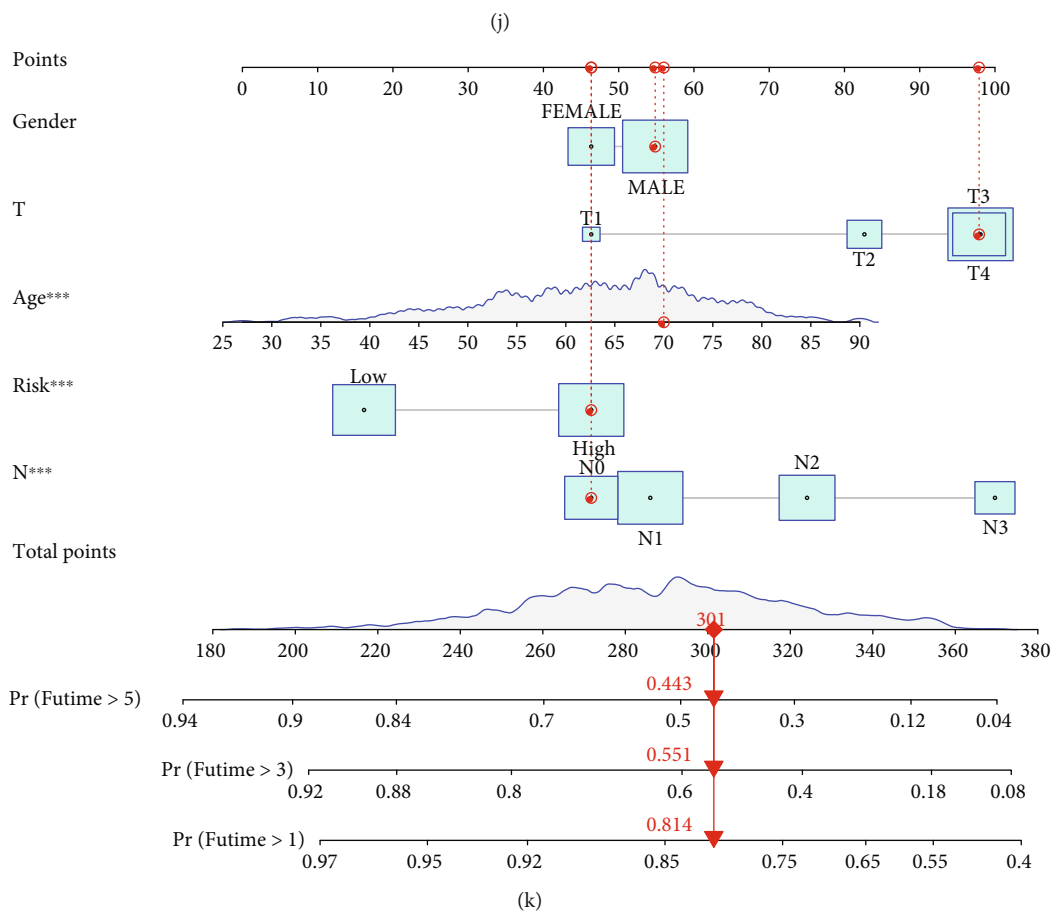 (j)
Points
0 10 20 30 40 50 60 70 80 90 100
Gender
FEMALE
MALE
T
T1
T2
T3
T4
Age***
25 30 35 40 45 50 55 60 65 70 75 80 85 90
Risk***
Low
High
N***
N0
N1
N2
N3
Total points
301
180 200 220 240 260 280 300 320 340 360 380
0.443
Pr (Futime > 5)
0.94 0.9 0.84 0.7 0.5 0.3 0.12 0.04
0.551
Pr (Futime > 3)
0.92 0.88 0.8 0.6 0.4 0.18 0.08
0.814
Pr (Futime > 1)
0.97 0.95 0.92 0.85 0.75 0.65 0.55 0.4
(k)